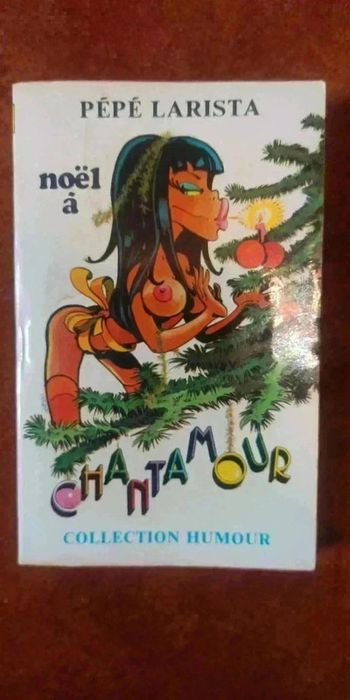 PÉPÉ LARISTA
noël
à
CHANTAMOUR
COLLECTION HUMOUR